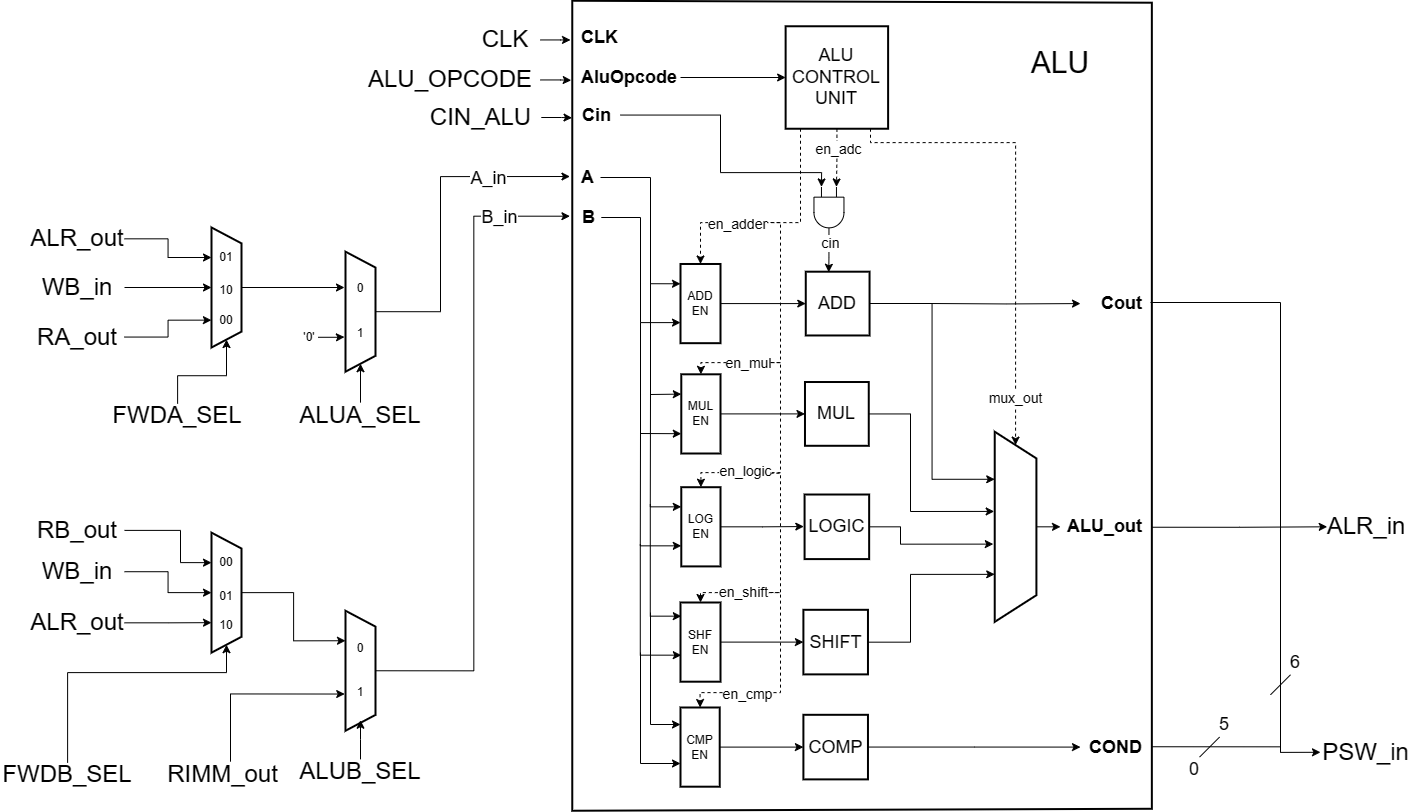 CLK
CLK
ALU
ALU_OPCODE
AluOpcode
ALU
CONTROL
UNIT
CIN_ALU
Cin
en_adc
A_in
A
B_in
B
en_adder
cin
ALR_out
01
WB_in
10
RA_out
00
0
'0'
1
FWDA_SEL
ALUA_SEL
ADD
EN
ADD
Cout
en_mul
MUL
EN
MUL
mux_out
en_logic
LOG
EN
LOGIC
ALU_out
ALR_in
RB_out
00
WB_in
01
ALR_out
10
0
1
FWDB_SEL
RIMM_out
ALUB_SEL
en_shift
SHF
EN
SHIFT
en_cmp
CMP
EN
COMP
COND
6
5
0
PSW_in